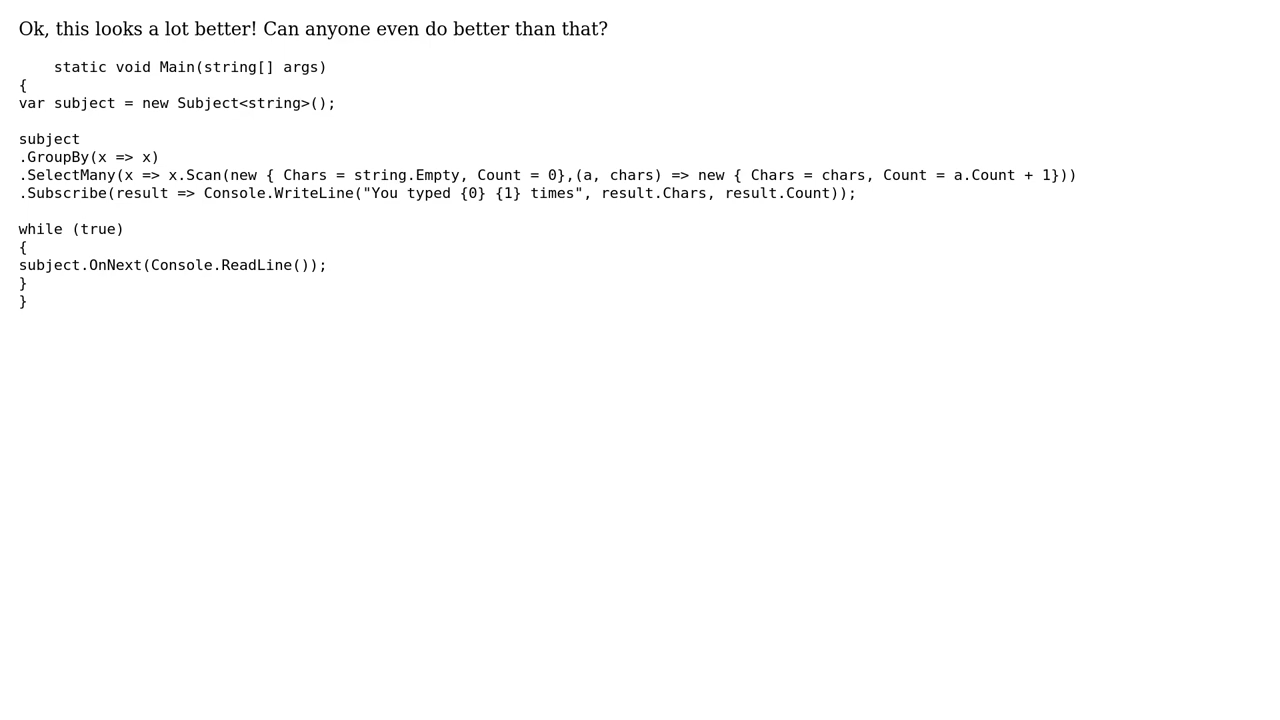 Ok, this looks a lot better! Can anyone even do better than that?
    static void Main(string[] args)
{
var subject = new Subject<string>();

subject
.GroupBy(x => x)
.SelectMany(x => x.Scan(new { Chars = string.Empty, Count = 0},(a, chars) => new { Chars = chars, Count = a.Count + 1}))
.Subscribe(result => Console.WriteLine("You typed {0} {1} times", result.Chars, result.Count));

while (true)
{
subject.OnNext(Console.ReadLine());
}
}